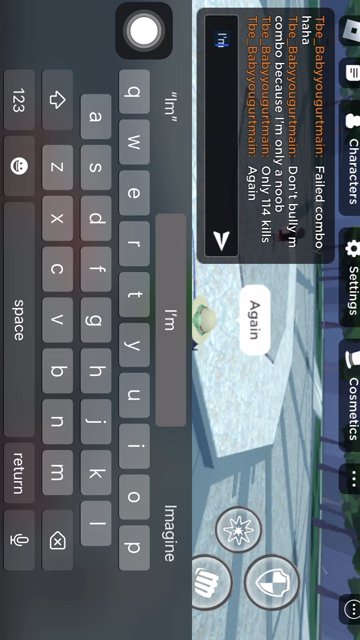 Characters
Settings
Cosmetics
Tbe_Babyyougurtmain: Failed combo
haha
Tbe_Babyyougurtmain: Don't bully m
combo because I'm only a noob
Tbe_Babyyougurtmain: Only 114 kills
Tbe_Babyyougurtmain: Again
Im
Again
"Im"
I'm
Imagine
q w e r t y u i o p
a s d f g h j k l
z x c v b n m
123 space return